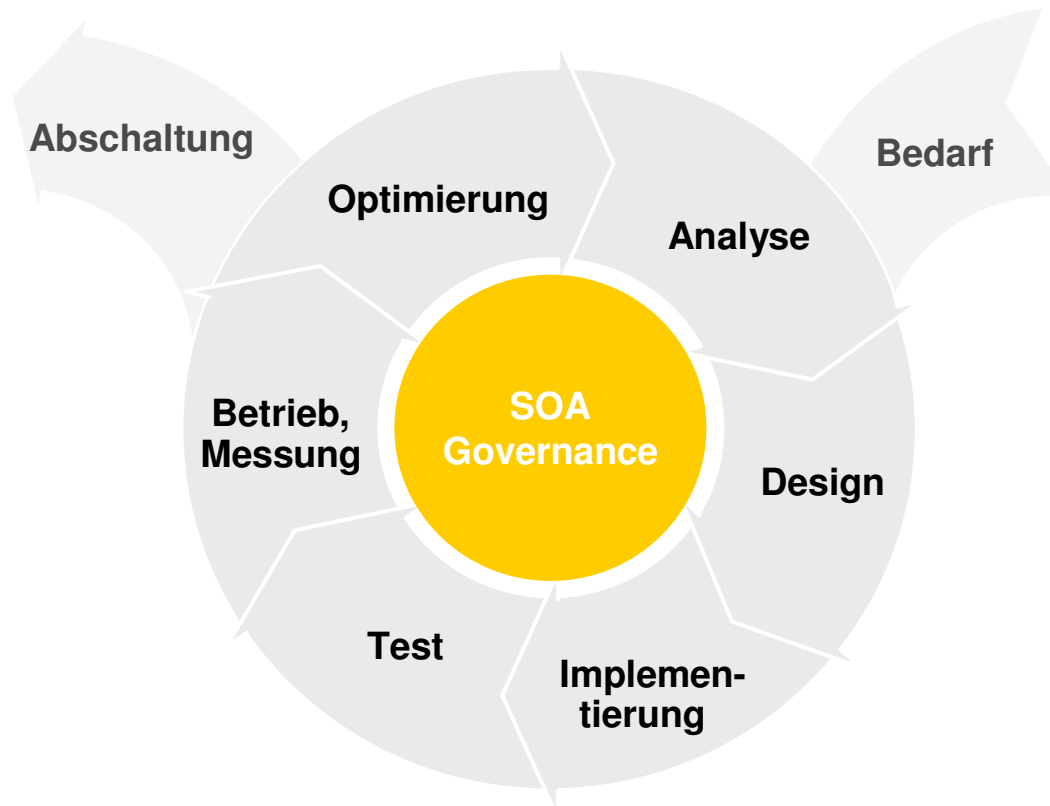 Abschaltung
Bedarf
Optimierung
Analyse
Betrieb,
Messung
SOA
Governance
Design
Test
Implemen-
tierung